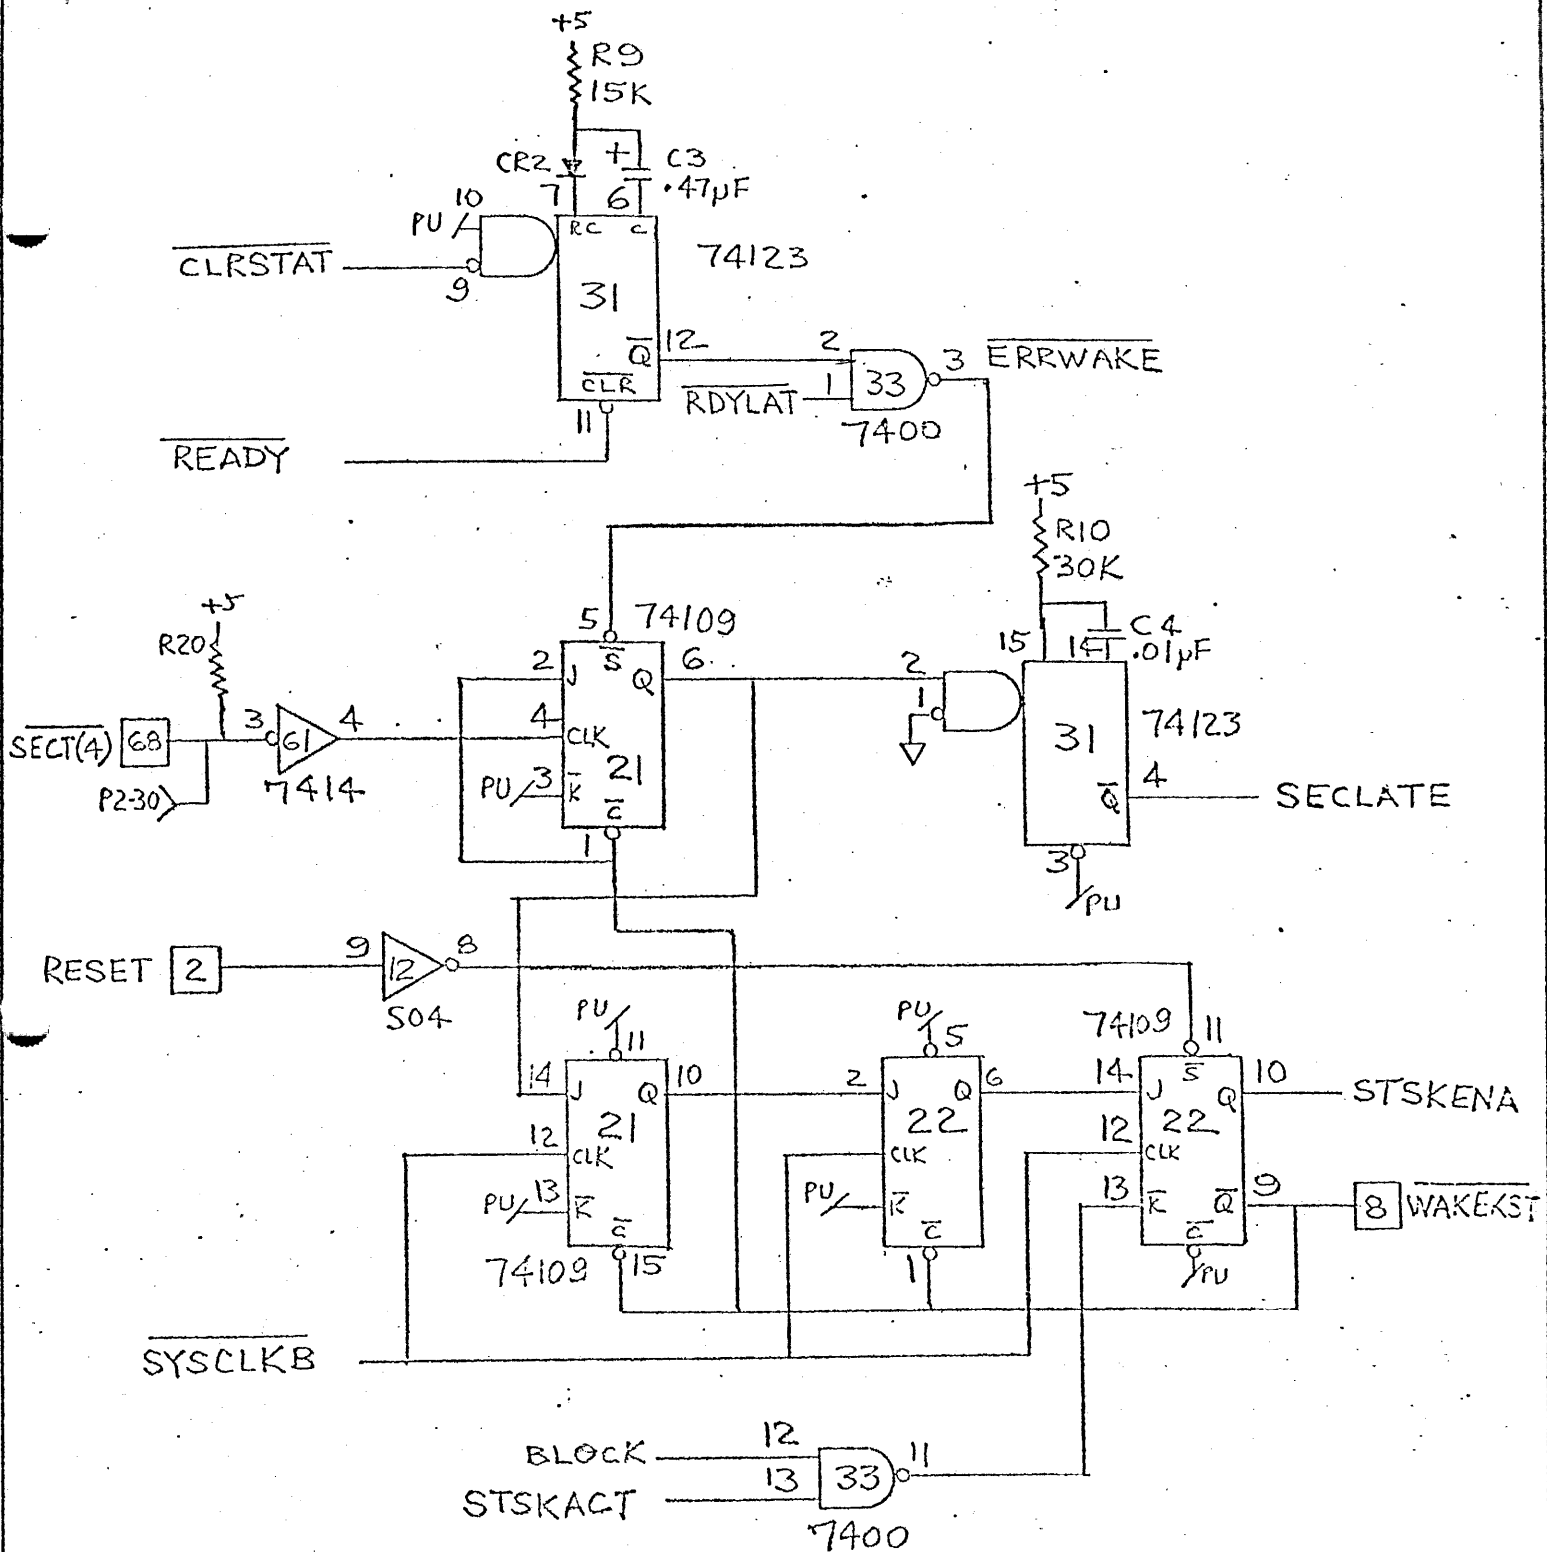 +5
R9
15K
CR2
+
C3
.47µF
10
7
6
PU
RC
C
74123
CLRSTAT
9
31
Q
12
2
3
ERRWAKE
CLR
RDYLAT
1
33
11
7400
READY
+5
R10
30K
+5
5
74109
R20
15
14
C4
.01µF
2
J
S
Q
6
2
3
4
4
1
SECT(4)
68
61
CLK
31
74123
P2-30
7414
PU
3
K
21
4
C
Q
SECLATE
1
3
PU
RESET
2
9
12
8
S04
PU
11
PU
5
74109
11
14
J
Q
10
2
J
Q
6
14
J
S
Q
10
STSKENA
21
22
22
12
CLK
CLK
12
CLK
PU
13
K
PU
K
13
K
Q
9
8
WAKEKST
C
C
C
74109
15
1
PU
SYSCLKB
BLOCK
12
11
STSKACT
13
33
7400